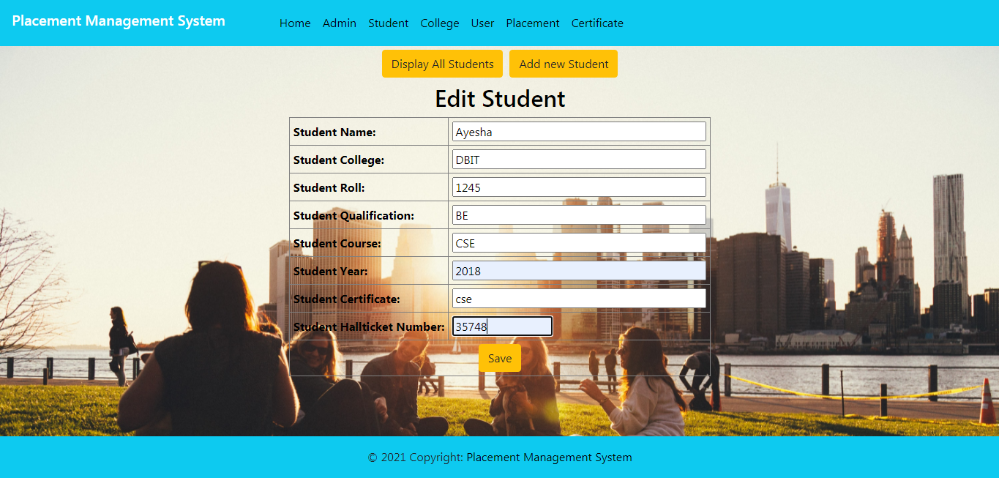 Placement Management System Home Admin Student College User Placement Certificate
Display All Students Add new Student
Edit Student
Student Name: Ayesha
Student College: DBIT
Student Roll: 1245
Student Qualification: BE
Student Course: CSE
Student Year: 2018
Student Certificate: cse
Student Hallticket Number: 35748
Save
© 2021 Copyright: Placement Management System